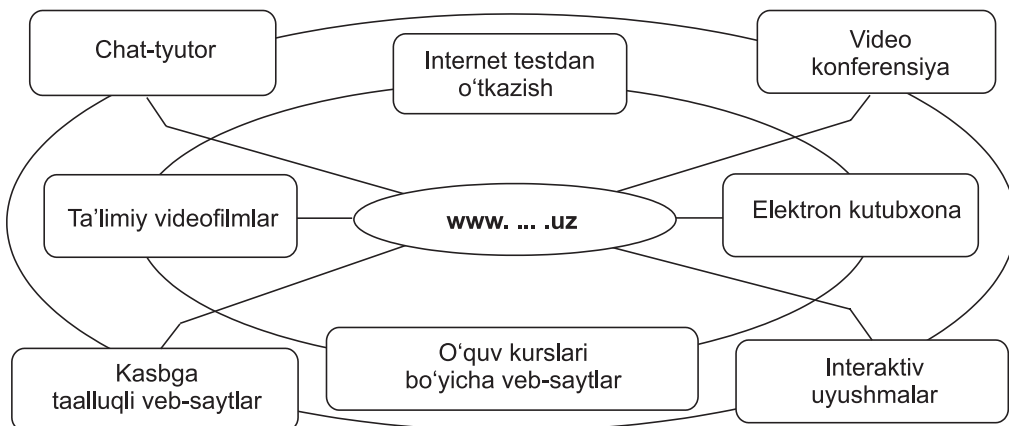 Chat-tyutor
Internet testdan
o‘tkazish
Video
konferensiya
Ta’limiy videofilmlar
www. ... .uz
Elektron kutubxona
Kasbga
taalluqli veb-saytlar
O‘quv kurslari
bo‘yicha veb-saytlar
Interaktiv
uyushmalar